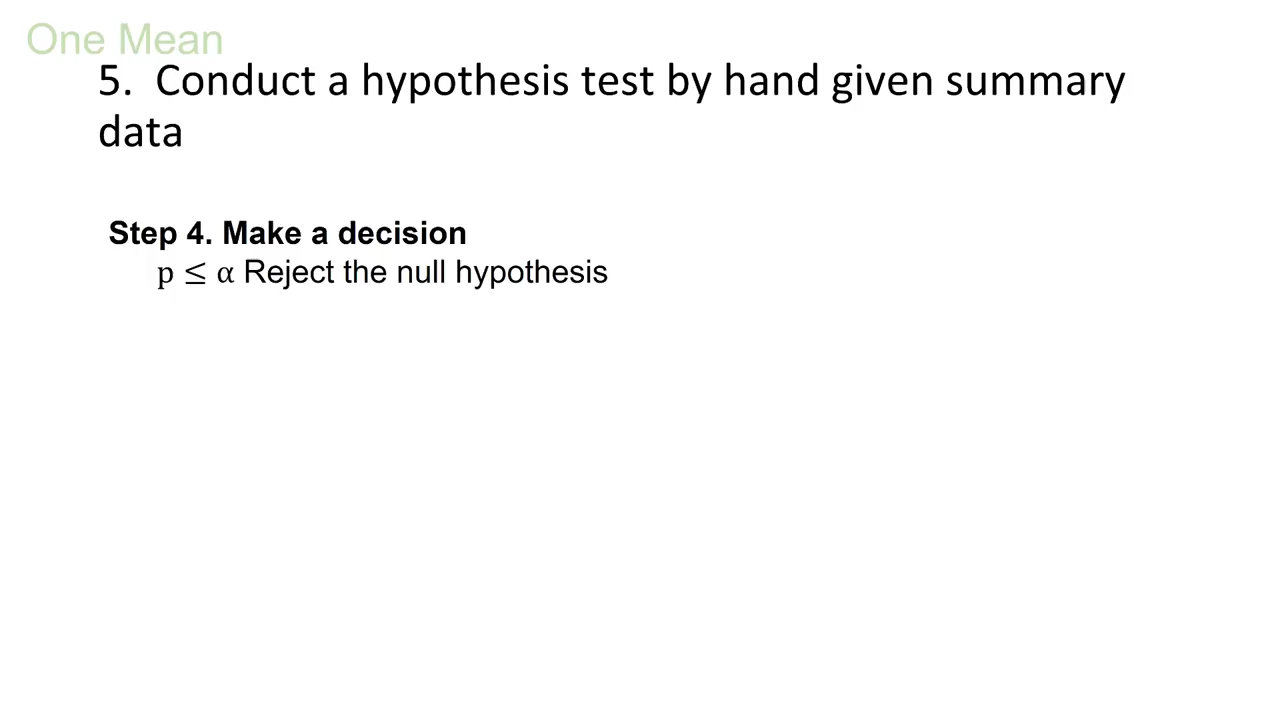 One Mean
5. Conduct a hypothesis test by hand given summary
data
Step 4. Make a decision
p ≤ α Reject the null hypothesis